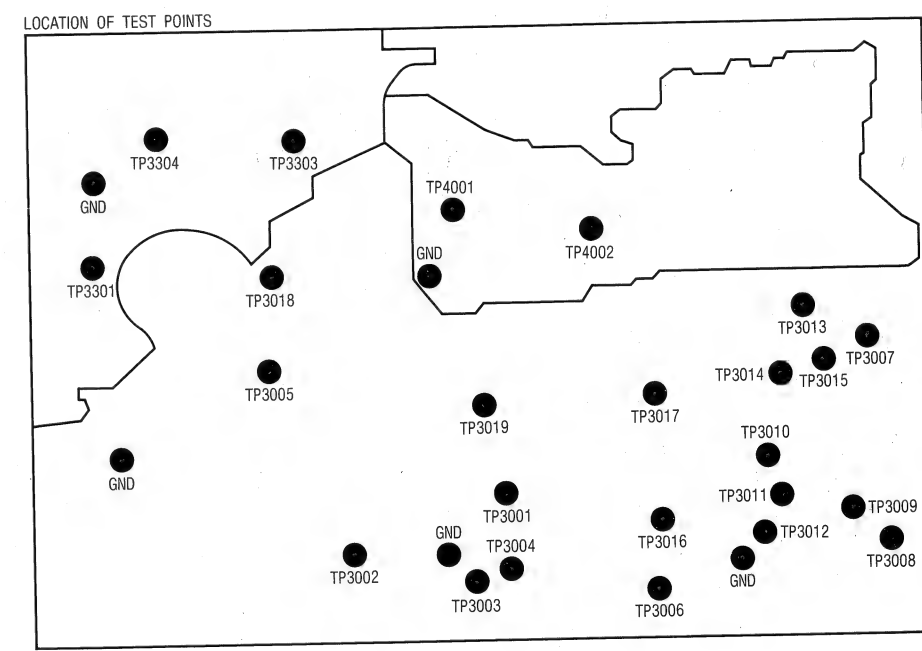 LOCATION OF TEST POINTS
TP3304
TP3303
GND
TP4001
TP4002
GND
TP3301
TP3018
TP3013
TP3007
TP3015
TP3014
TP3005
TP3017
TP3019
TP3010
GND
TP3011
TP3001
TP3009
TP3016
TP3012
GND
TP3004
TP3008
TP3002
GND
TP3003
TP3006